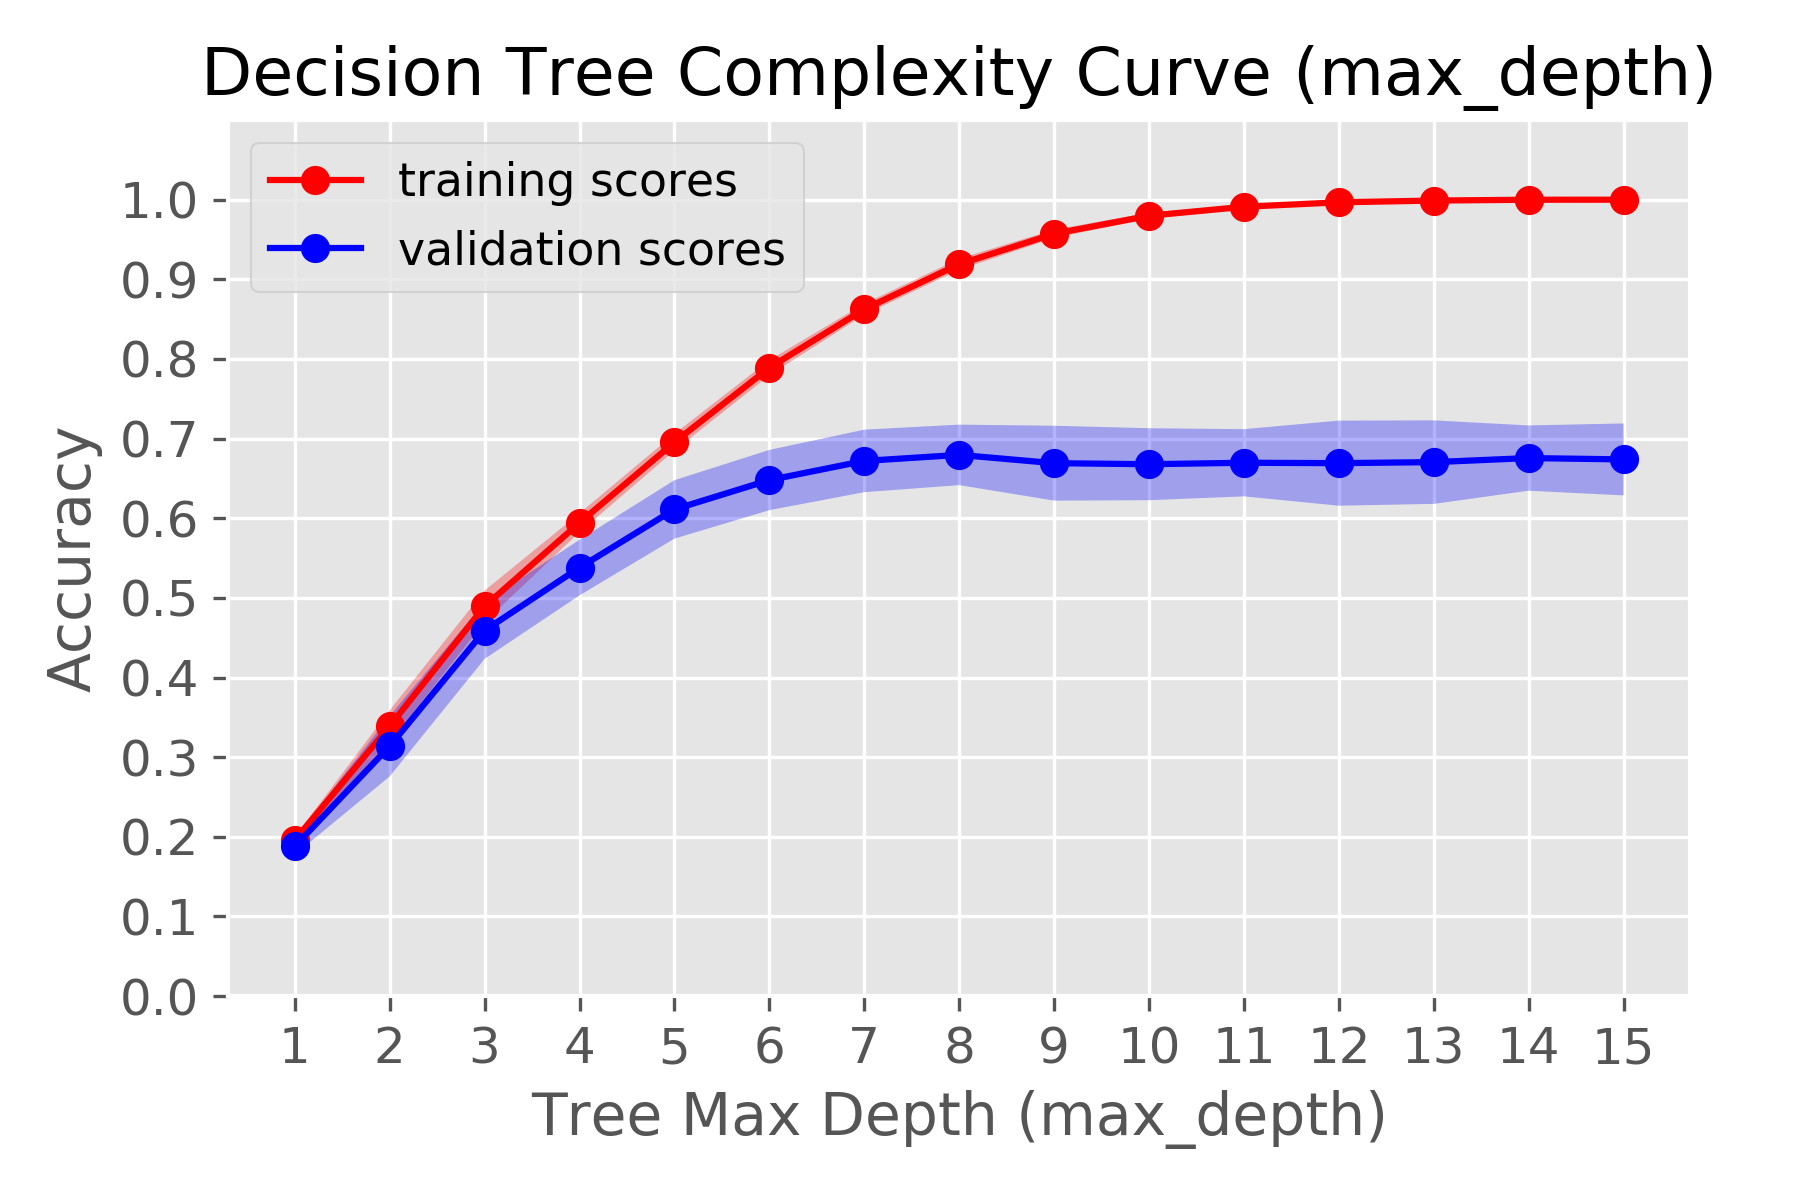 Decision Tree Complexity Curve (max_depth)
training scores
validation scores
1.0
0.9
0.8
0.7
0.6
0.5
0.4
0.3
0.2
0.1
0.0
Accuracy
1 2 3 4 5 6 7 8 9 10 11 12 13 14 15
Tree Max Depth (max_depth)